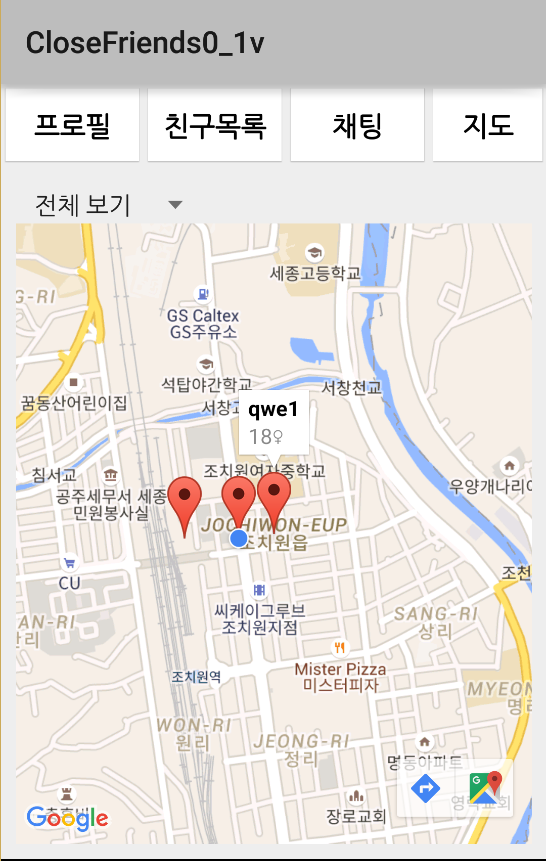 CloseFriends0_1v
프로필 친구목록 채팅 지도
전체 보기
세종고등학교
G-RI
GS Caltex
GS주유소
석탑야간학교
서창천교
꿈동산어린이집
서창
qwe1
18♀
침서교
조치원여자중학교
공주세무서 세종
민원봉사실
우양개나리
JOCHIWON-EUP
조치원읍
조천
CU
씨케이그루브
조치원지점
AN-RI
SANG-RI
상리
조치원역
Mister Pizza
미스터피자
MYEON
명리
WON-RI
원리
JEONG-RI
정리
명동아파트
영락교회
장로교회
Google